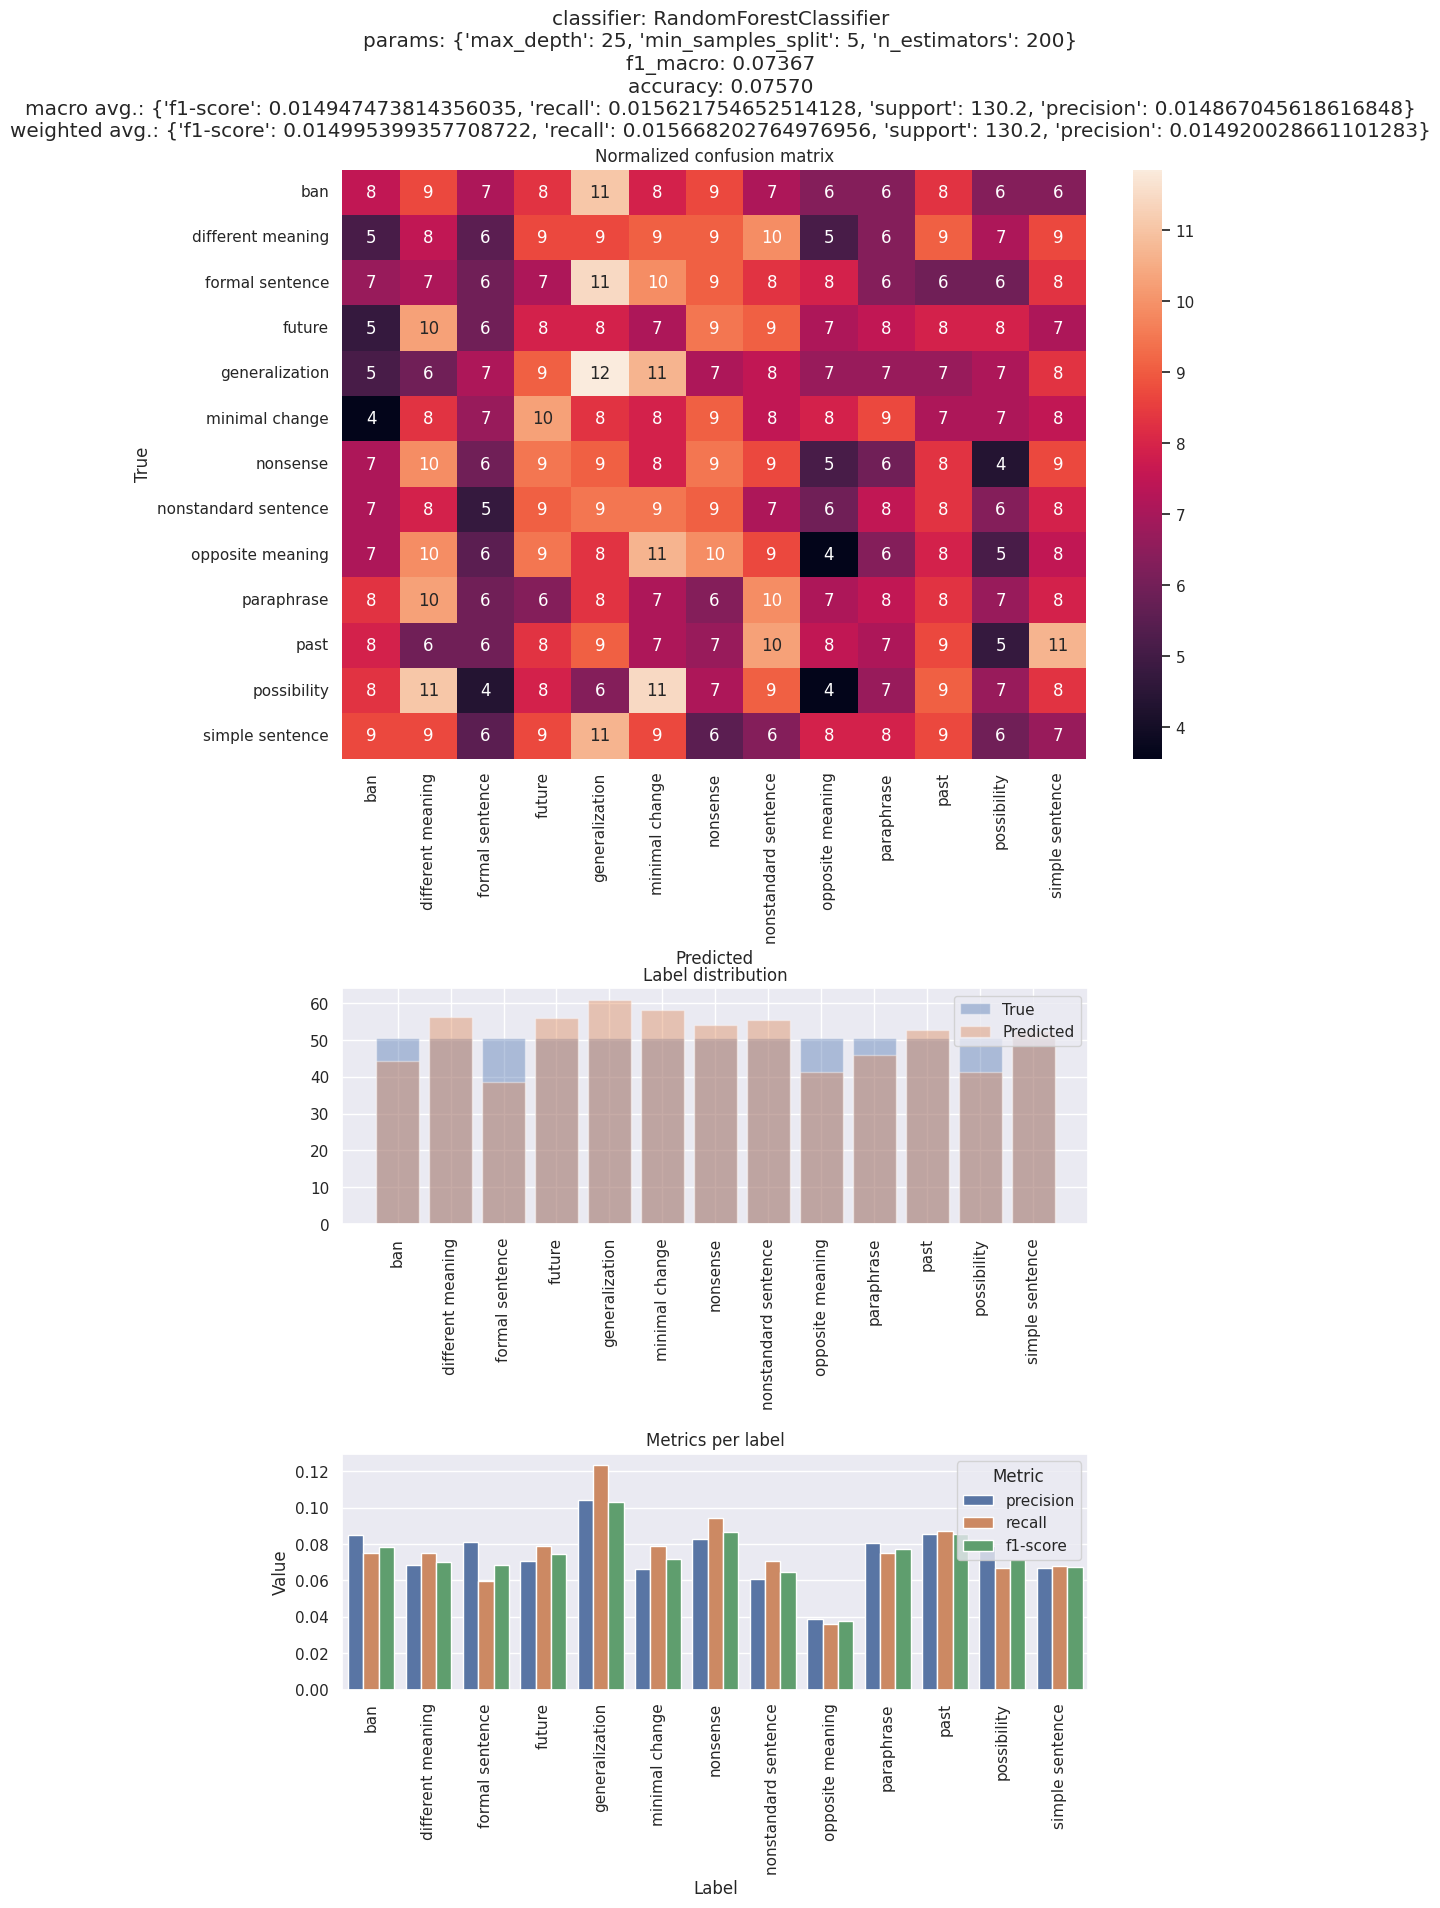 classifier: RandomForestClassifier
params: {'max_depth': 25, 'min_samples_split': 5, 'n_estimators': 200}
f1_macro: 0.07367
accuracy: 0.07570
macro avg.: {'f1-score': 0.014947473814356035, 'recall': 0.015621754652514128, 'support': 130.2, 'precision': 0.014867045618616848}
weighted avg.: {'f1-score': 0.014995399357708722, 'recall': 0.015668202764976956, 'support': 130.2, 'precision': 0.014920028661101283}
Normalized confusion matrix
True
ban 8 9 7 8 11 8 9 7 6 6 8 6 6
different meaning 5 8 6 9 9 9 9 10 5 6 9 7 9
formal sentence 7 7 6 7 11 10 9 8 8 6 6 6 8
future 5 10 6 8 8 7 9 9 7 8 8 8 7
generalization 5 6 7 9 12 11 7 8 7 7 7 7 8
minimal change 4 8 7 10 8 8 9 8 8 9 7 7 8
nonsense 7 10 6 9 9 8 9 9 5 6 8 4 9
nonstandard sentence 7 8 5 9 9 9 9 7 6 8 8 6 8
opposite meaning 7 10 6 9 8 11 10 9 4 6 8 5 8
paraphrase 8 10 6 6 8 7 6 10 7 8 8 7 8
past 8 6 6 8 9 7 7 10 8 7 9 5 11
possibility 8 11 4 8 6 11 7 9 4 7 9 7 8
simple sentence 9 9 6 9 11 9 6 6 8 8 9 6 7
11
10
9
8
7
6
5
4
ban
different meaning
formal sentence
future
generalization
minimal change
nonsense
nonstandard sentence
opposite meaning
paraphrase
past
possibility
simple sentence
Predicted
Label distribution
True
Predicted
60
50
40
30
20
10
0
ban
different meaning
formal sentence
future
generalization
minimal change
nonsense
nonstandard sentence
opposite meaning
paraphrase
past
possibility
simple sentence
Metrics per label
Metric
precision
recall
f1-score
Value
0.12
0.10
0.08
0.06
0.04
0.02
0.00
ban
different meaning
formal sentence
future
generalization
minimal change
nonsense
nonstandard sentence
opposite meaning
paraphrase
past
possibility
simple sentence
Label